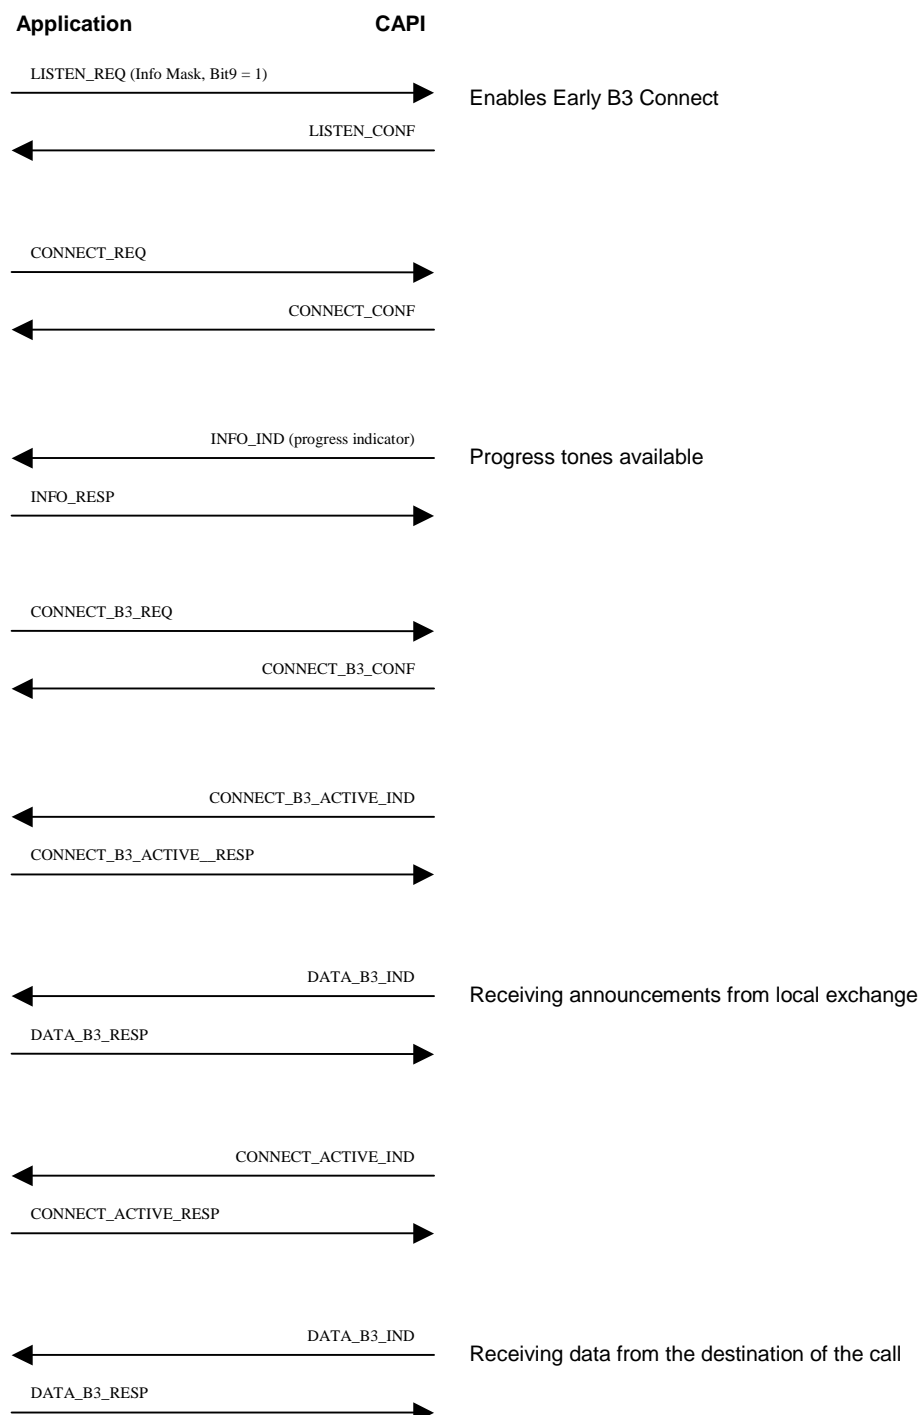 Application CAPI
LISTEN_REQ (Info Mask, Bit9 = 1)
Enables Early B3 Connect
LISTEN_CONF
CONNECT_REQ
CONNECT_CONF
INFO_IND (progress indicator)
Progress tones available
INFO_RESP
CONNECT_B3_REQ
CONNECT_B3_CONF
CONNECT_B3_ACTIVE_IND
CONNECT_B3_ACTIVE__RESP
DATA_B3_IND
Receiving announcements from local exchange
DATA_B3_RESP
CONNECT_ACTIVE_IND
CONNECT_ACTIVE_RESP
DATA_B3_IND
Receiving data from the destination of the call
DATA_B3_RESP